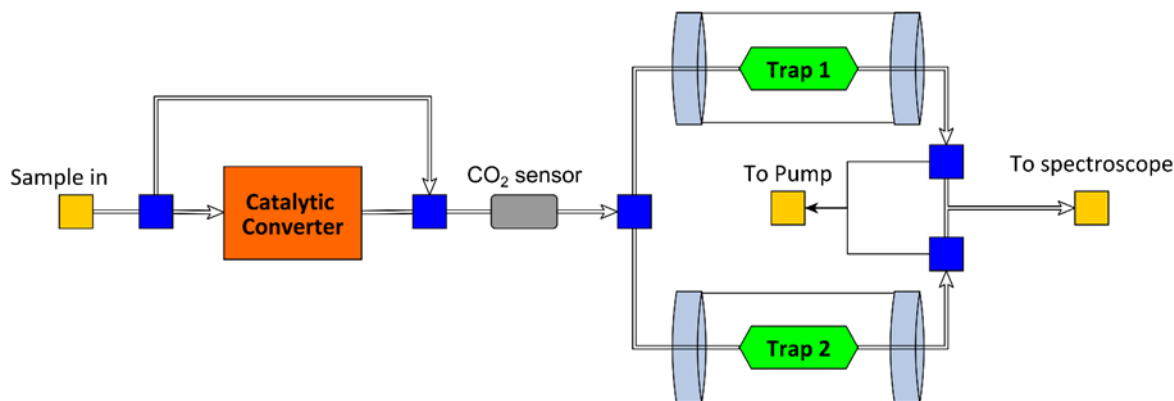 Sample in
Catalytic
Converter
CO₂ sensor
Trap 1
To Pump
To spectroscope
Trap 2